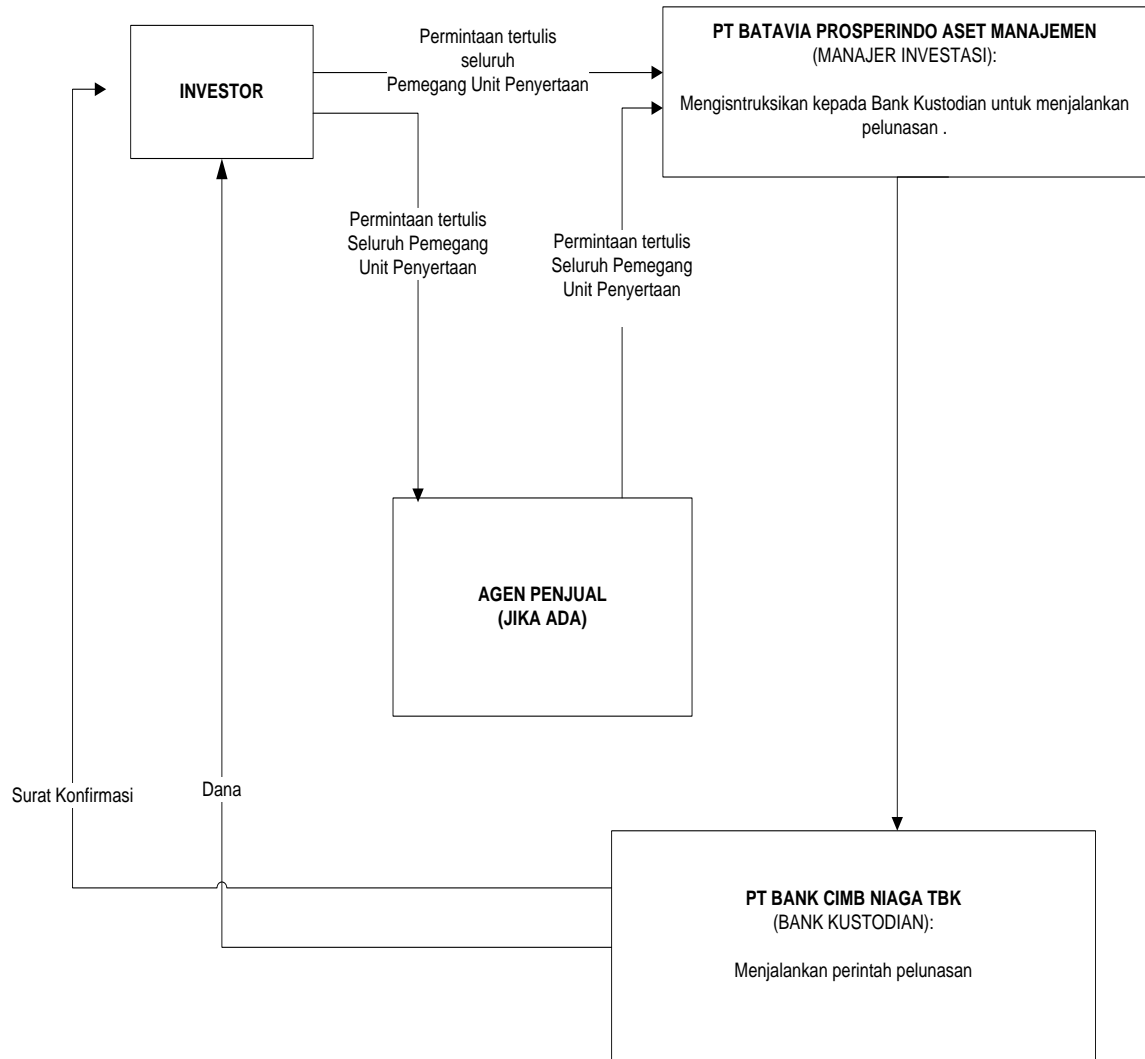 PT BATAVIA PROSPERINDO ASET MANAJEMEN
(MANAJER INVESTASI):
Mengisntruksikan kepada Bank Kustodian untuk menjalankan
pelunasan .
Permintaan tertulis
seluruh
Pemegang Unit Penyertaan
INVESTOR
Permintaan tertulis
Seluruh Pemegang
Unit Penyertaan
Permintaan tertulis
Seluruh Pemegang
Unit Penyertaan
AGEN PENJUAL
(JIKA ADA)
Surat Konfirmasi
Dana
PT BANK CIMB NIAGA TBK
(BANK KUSTODIAN):
Menjalankan perintah pelunasan